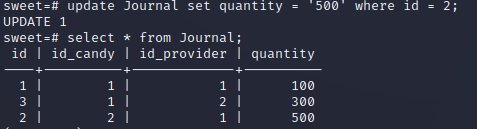 sweet=# update Journal set quantity = '500' where id = 2;
UPDATE 1
sweet=# select * from Journal;
 id | id_candy | id_provider | quantity
----+----------+-------------+----------
  1 |        1 |           1 |      100
  3 |        1 |           2 |      300
  2 |        2 |           1 |      500